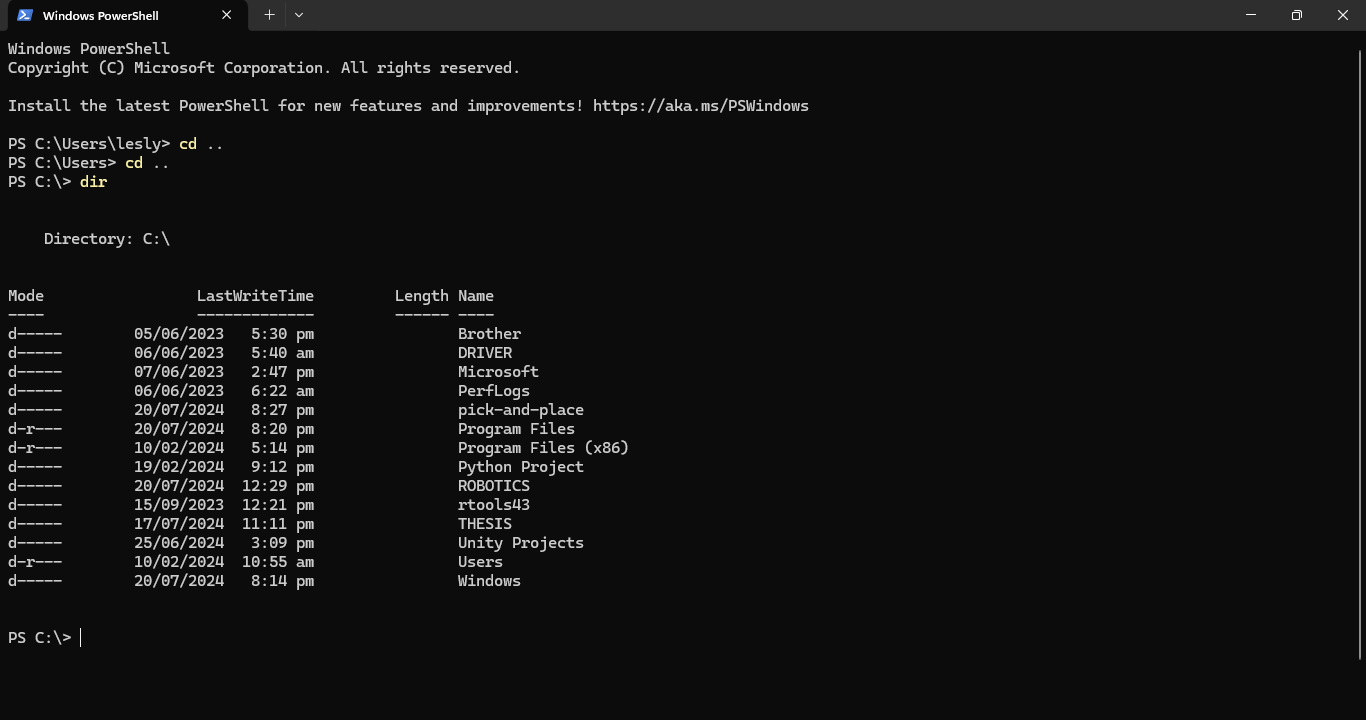 Windows PowerShell
Windows PowerShell
Copyright (C) Microsoft Corporation. All rights reserved.
Install the latest PowerShell for new features and improvements! https://aka.ms/PSWindows
PS C:\Users\lesly> cd ..
PS C:\Users> cd ..
PS C:\> dir
Directory: C:\
Mode                 LastWriteTime         Length Name
----                 -------------         ------ ----
d-----        05/06/2023   5:30 pm                Brother
d-----        06/06/2023   5:40 am                DRIVER
d-----        07/06/2023   2:47 pm                Microsoft
d-----        06/06/2023   6:22 am                PerfLogs
d-----        20/07/2024   8:27 pm                pick-and-place
d-r---        20/07/2024   8:20 pm                Program Files
d-r---        10/02/2024   5:14 pm                Program Files (x86)
d-----        19/02/2024   9:12 pm                Python Project
d-----        20/07/2024  12:29 pm                ROBOTICS
d-----        15/09/2023  12:21 pm                rtools43
d-----        17/07/2024  11:11 pm                THESIS
d-----        25/06/2024   3:09 pm                Unity Projects
d-r---        10/02/2024  10:55 am                Users
d-----        20/07/2024   8:14 pm                Windows
PS C:\>